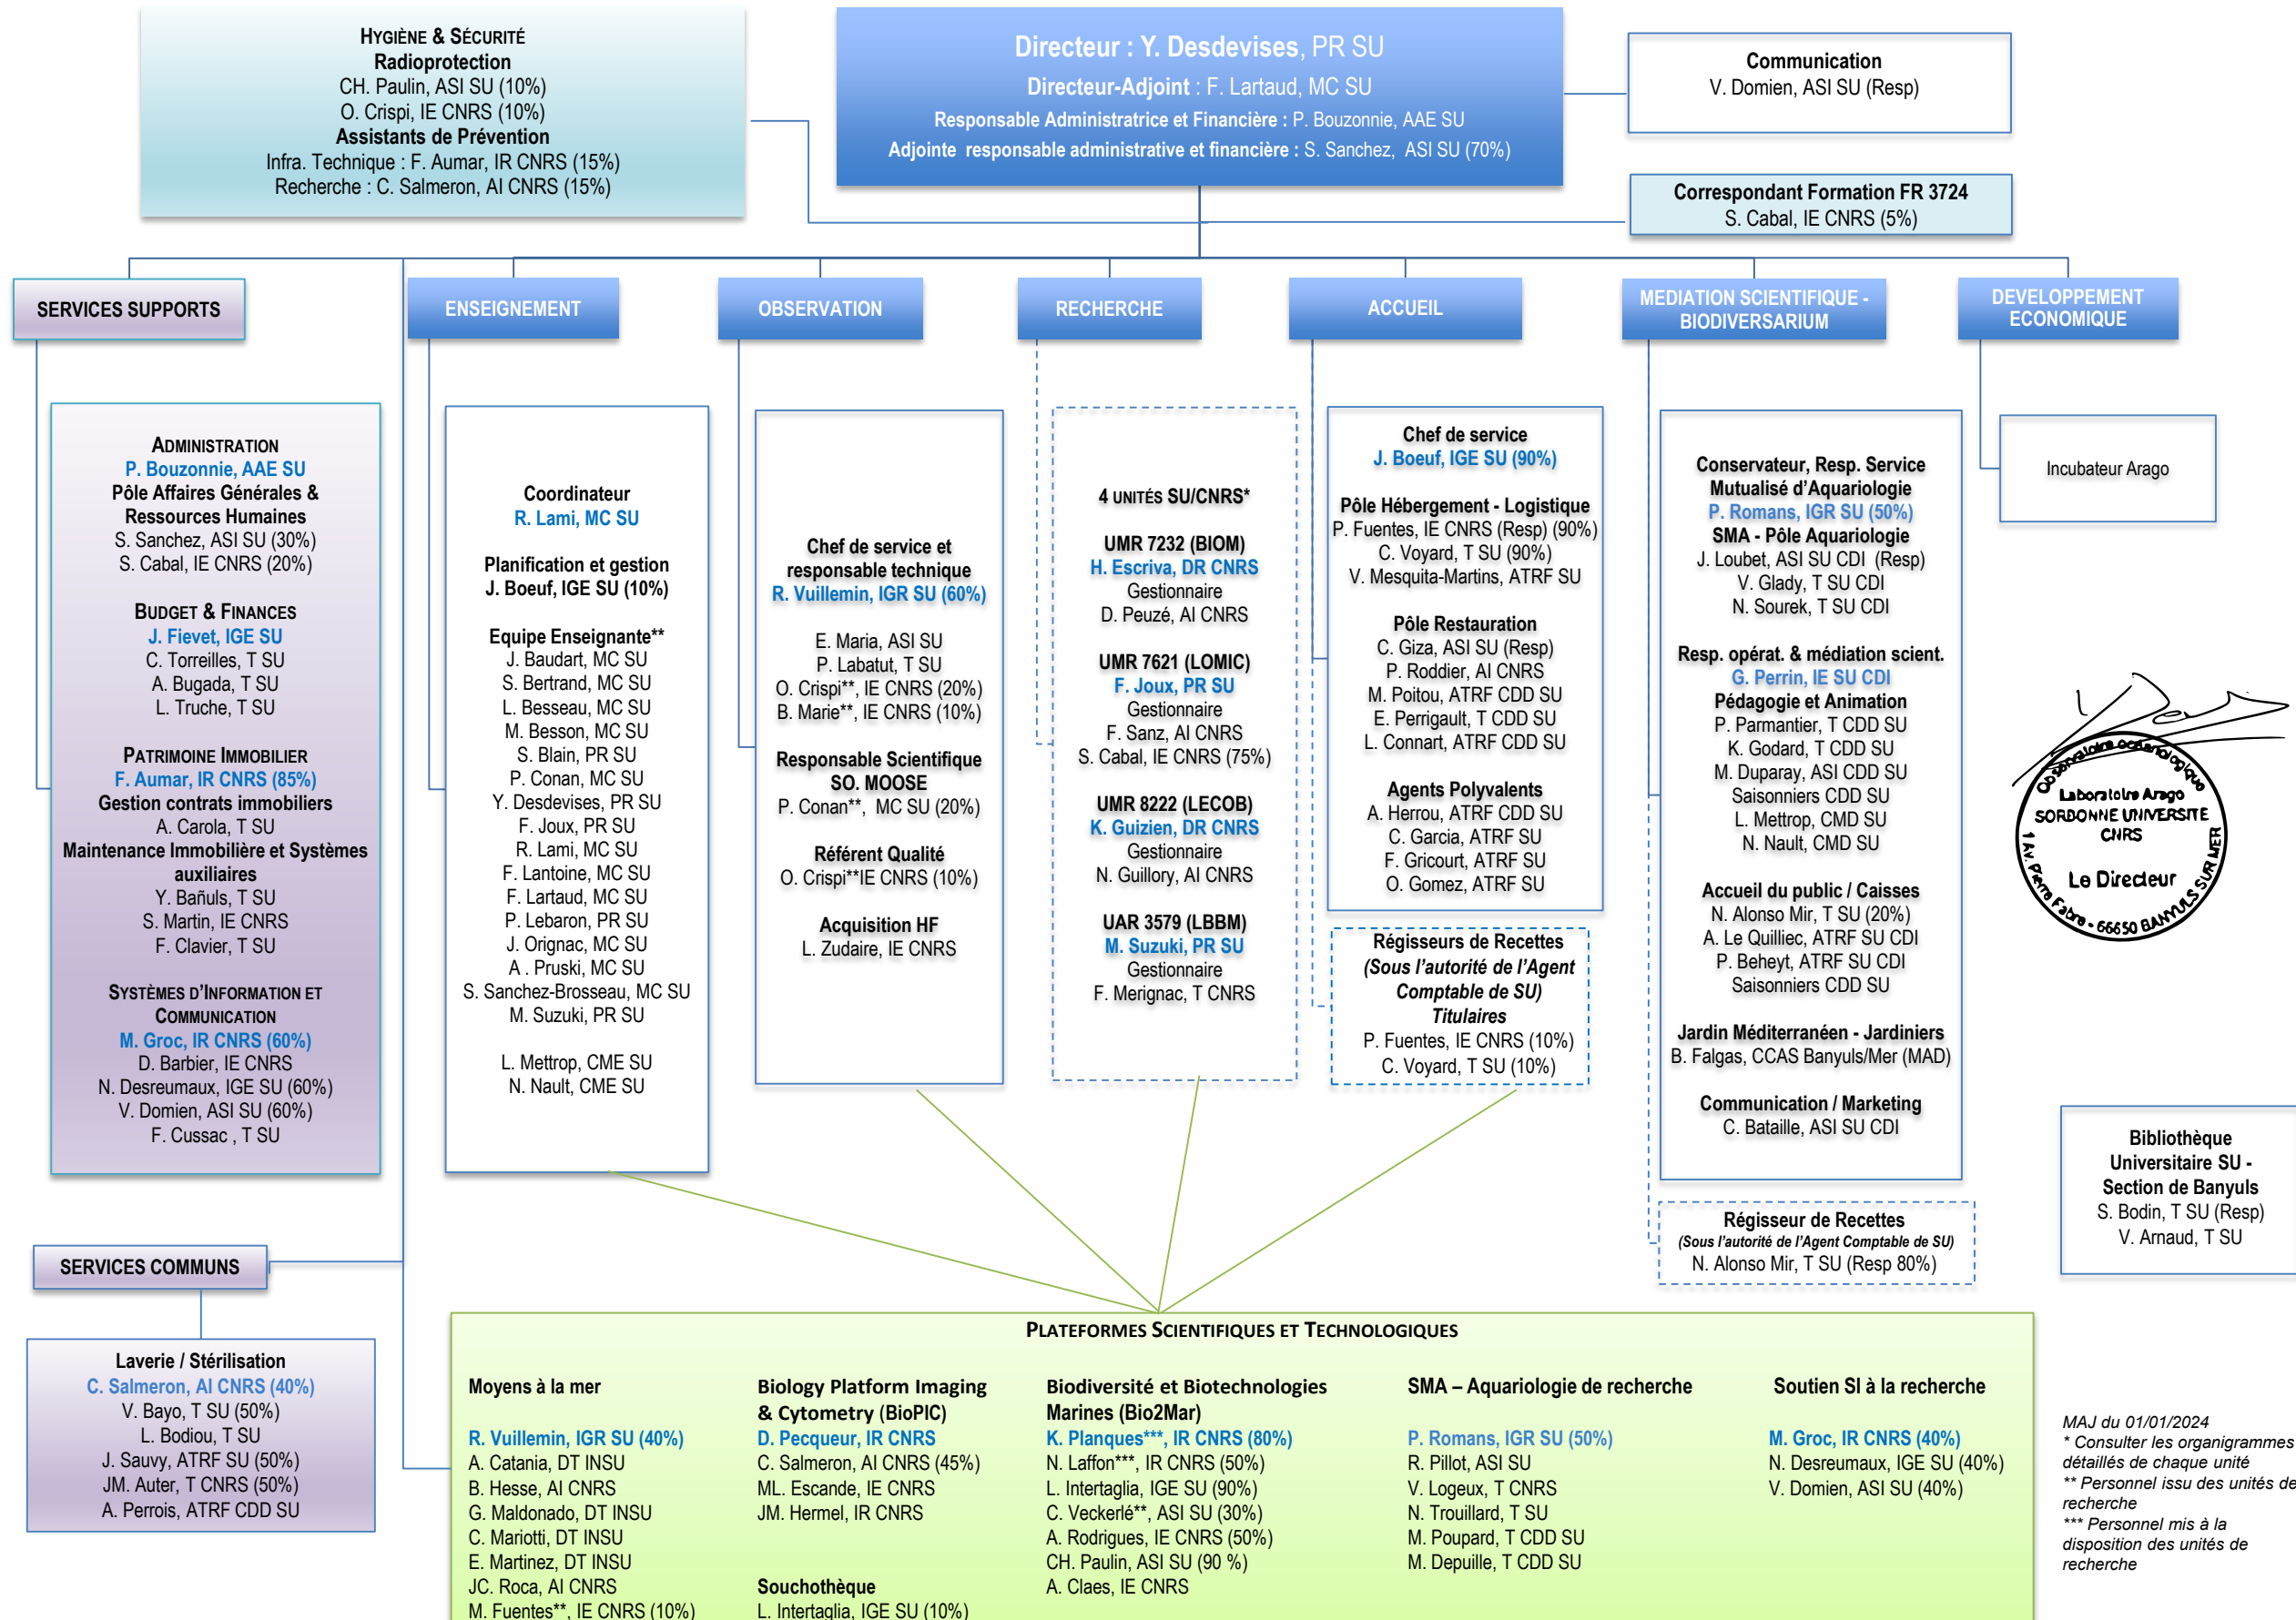 HYGIÈNE & SÉCURITÉ
Radioprotection
CH. Paulin, ASI SU (10%)
O. Crispi, IE CNRS (10%)
Assistants de Prévention
Infra. Technique : F. Aumar, IR CNRS (15%)
Recherche : C. Salmeron, AI CNRS (15%)
Directeur : Y. Desdevises, PR SU
Directeur-Adjoint : F. Lartaud, MC SU
Responsable Administratrice et Financière : P. Bouzonnie, AAE SU
Adjointe responsable administrative et financière : S. Sanchez, ASI SU (70%)
Communication
V. Domien, ASI SU (Resp)
Correspondant Formation FR 3724
S. Cabal, IE CNRS (5%)
SERVICES SUPPORTS
ENSEIGNEMENT
OBSERVATION
RECHERCHE
ACCUEIL
MEDIATION SCIENTIFIQUE -
BIODIVERSARIUM
DEVELOPPEMENT
ECONOMIQUE
ADMINISTRATION
P. Bouzonnie, AAE SU
Pôle Affaires Générales &
Ressources Humaines
S. Sanchez, ASI SU (30%)
S. Cabal, IE CNRS (20%)
BUDGET & FINANCES
J. Fievet, IGE SU
C. Torreilles, T SU
A. Bugada, T SU
L. Truche, T SU
PATRIMOINE IMMOBILIER
F. Aumar, IR CNRS (85%)
Gestion contrats immobiliers
A. Carola, T SU
Maintenance Immobilière et Systèmes
auxiliaires
Y. Bañuls, T SU
S. Martin, IE CNRS
F. Clavier, T SU
SYSTÈMES D'INFORMATION ET
COMMUNICATION
M. Groc, IR CNRS (60%)
D. Barbier, IE CNRS
N. Desreumaux, IGE SU (60%)
V. Domien, ASI SU (60%)
F. Cussac , T SU
Coordinateur
R. Lami, MC SU
Planification et gestion
J. Boeuf, IGE SU (10%)
Equipe Enseignante**
J. Baudart, MC SU
S. Bertrand, MC SU
L. Besseau, MC SU
M. Besson, MC SU
S. Blain, PR SU
P. Conan, MC SU
Y. Desdevises, PR SU
F. Joux, PR SU
R. Lami, MC SU
F. Lantoine, MC SU
F. Lartaud, MC SU
P. Lebaron, PR SU
J. Orignac, MC SU
A . Pruski, MC SU
S. Sanchez-Brosseau, MC SU
M. Suzuki, PR SU
L. Mettrop, CME SU
N. Nault, CME SU
Chef de service et
responsable technique
R. Vuillemin, IGR SU (60%)
E. Maria, ASI SU
P. Labatut, T SU
O. Crispi**, IE CNRS (20%)
B. Marie**, IE CNRS (10%)
Responsable Scientifique
SO. MOOSE
P. Conan**, MC SU (20%)
Référent Qualité
O. Crispi**IE CNRS (10%)
Acquisition HF
L. Zudaire, IE CNRS
4 UNITÉS SU/CNRS*
UMR 7232 (BIOM)
H. Escriva, DR CNRS
Gestionnaire
D. Peuzé, AI CNRS
UMR 7621 (LOMIC)
F. Joux, PR SU
Gestionnaire
F. Sanz, AI CNRS
S. Cabal, IE CNRS (75%)
UMR 8222 (LECOB)
K. Guizien, DR CNRS
Gestionnaire
N. Guillory, AI CNRS
UAR 3579 (LBBM)
M. Suzuki, PR SU
Gestionnaire
F. Merignac, T CNRS
Chef de service
J. Boeuf, IGE SU (90%)
Pôle Hébergement - Logistique
P. Fuentes, IE CNRS (Resp) (90%)
C. Voyard, T SU (90%)
V. Mesquita-Martins, ATRF SU
Pôle Restauration
C. Giza, ASI SU (Resp)
P. Roddier, AI CNRS
M. Poitou, ATRF CDD SU
E. Perrigault, T CDD SU
L. Connart, ATRF CDD SU
Agents Polyvalents
A. Herrou, ATRF CDD SU
C. Garcia, ATRF SU
F. Gricourt, ATRF SU
O. Gomez, ATRF SU
Régisseurs de Recettes
(Sous l'autorité de l'Agent
Comptable de SU)
Titulaires
P. Fuentes, IE CNRS (10%)
C. Voyard, T SU (10%)
Conservateur, Resp. Service
Mutualisé d'Aquariologie
P. Romans, IGR SU (50%)
SMA - Pôle Aquariologie
J. Loubet, ASI SU CDI (Resp)
V. Glady, T SU CDI
N. Sourek, T SU CDI
Resp. opérat. & médiation scient.
G. Perrin, IE SU CDI
Pédagogie et Animation
P. Parmantier, T CDD SU
K. Godard, T CDD SU
M. Duparay, ASI CDD SU
Saisonniers CDD SU
L. Mettrop, CMD SU
N. Nault, CMD SU
Accueil du public / Caisses
N. Alonso Mir, T SU (20%)
A. Le Quilliec, ATRF SU CDI
P. Beheyt, ATRF SU CDI
Saisonniers CDD SU
Jardin Méditerranéen - Jardiniers
B. Falgas, CCAS Banyuls/Mer (MAD)
Communication / Marketing
C. Bataille, ASI SU CDI
Régisseur de Recettes
(Sous l'autorité de l'Agent Comptable de SU)
N. Alonso Mir, T SU (Resp 80%)
Incubateur Arago
Observatoire océanologique
Laboratoire Arago
SORBONNE UNIVERSITE
CNRS
Le Directeur
1 Av. Pierre Fabre - 66650 BANYULS SUR MER
Bibliothèque
Universitaire SU -
Section de Banyuls
S. Bodin, T SU (Resp)
V. Arnaud, T SU
SERVICES COMMUNS
Laverie / Stérilisation
C. Salmeron, AI CNRS (40%)
V. Bayo, T SU (50%)
L. Bodiou, T SU
J. Sauvy, ATRF SU (50%)
JM. Auter, T CNRS (50%)
A. Perrois, ATRF CDD SU
PLATEFORMES SCIENTIFIQUES ET TECHNOLOGIQUES
Moyens à la mer
R. Vuillemin, IGR SU (40%)
A. Catania, DT INSU
B. Hesse, AI CNRS
G. Maldonado, DT INSU
C. Mariotti, DT INSU
E. Martinez, DT INSU
JC. Roca, AI CNRS
M. Fuentes**, IE CNRS (10%)
Biology Platform Imaging
& Cytometry (BioPIC)
D. Pecqueur, IR CNRS
C. Salmeron, AI CNRS (45%)
ML. Escande, IE CNRS
JM. Hermel, IR CNRS
Souchothèque
L. Intertaglia, IGE SU (10%)
Biodiversité et Biotechnologies
Marines (Bio2Mar)
K. Planques***, IR CNRS (80%)
N. Laffon***, IR CNRS (50%)
L. Intertaglia, IGE SU (90%)
C. Veckerlé**, ASI SU (30%)
A. Rodrigues, IE CNRS (50%)
CH. Paulin, ASI SU (90 %)
A. Claes, IE CNRS
SMA – Aquariologie de recherche
P. Romans, IGR SU (50%)
R. Pillot, ASI SU
V. Logeux, T CNRS
N. Trouillard, T SU
M. Poupard, T CDD SU
M. Depuille, T CDD SU
Soutien SI à la recherche
M. Groc, IR CNRS (40%)
N. Desreumaux, IGE SU (40%)
V. Domien, ASI SU (40%)
MAJ du 01/01/2024
* Consulter les organigrammes
détaillés de chaque unité
** Personnel issu des unités de
recherche
*** Personnel mis à la
disposition des unités de
recherche